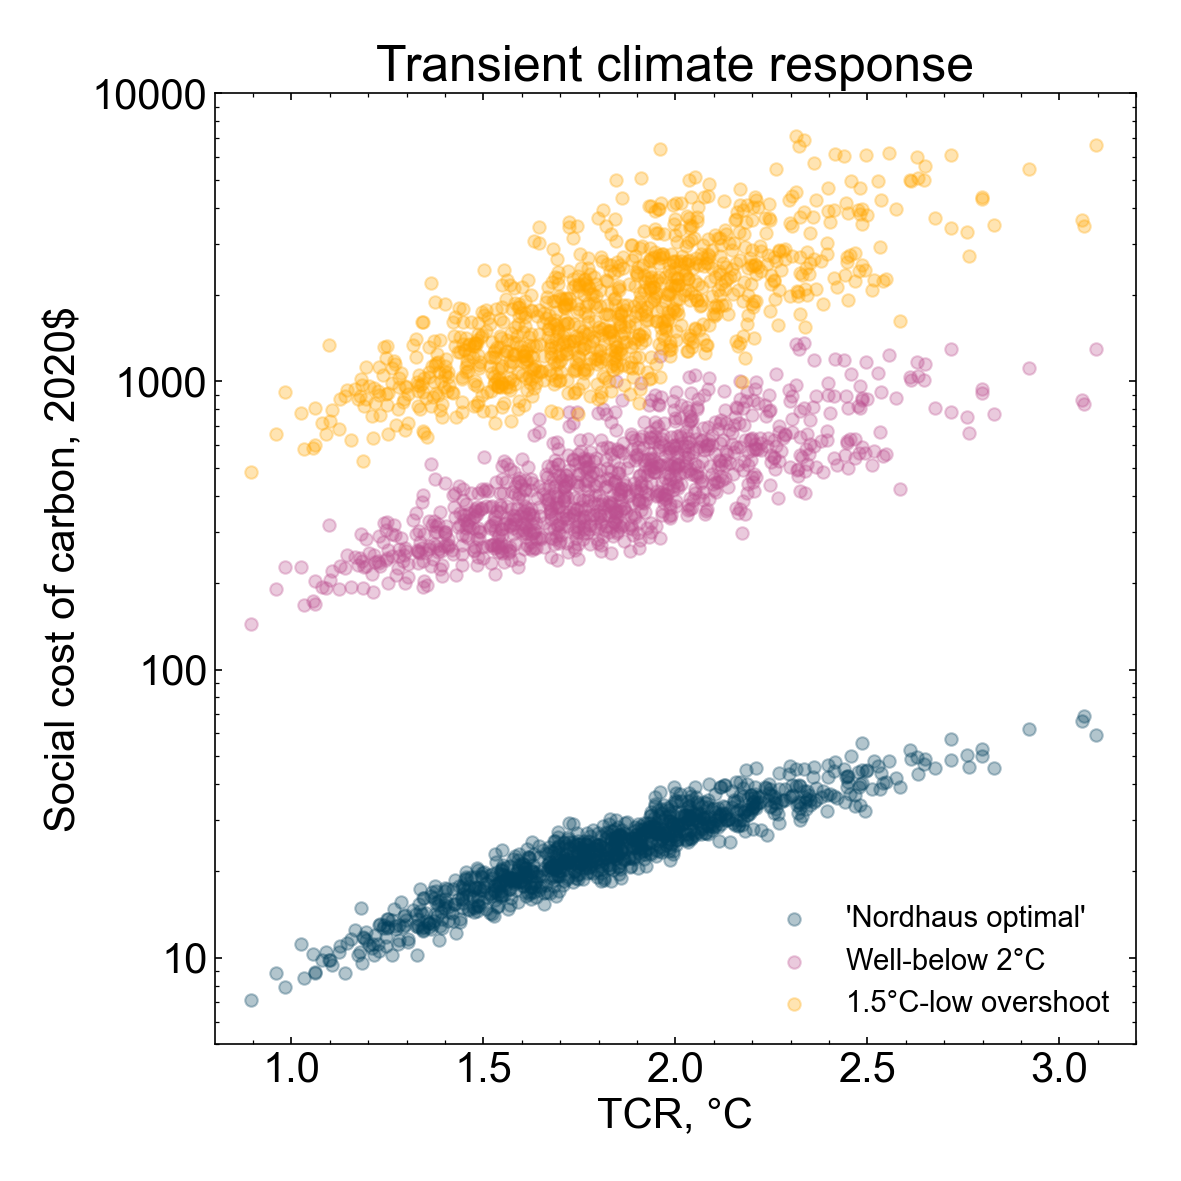 Transient climate response
Social cost of carbon, 2020$
10000
1000
100
10
'Nordhaus optimal'
Well-below 2°C
1.5°C-low overshoot
1.0 1.5 2.0 2.5 3.0
TCR, °C